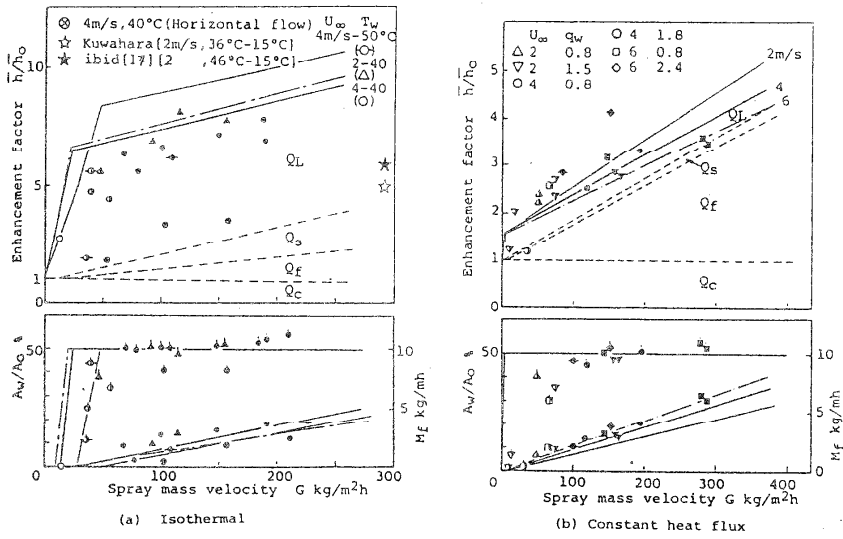 ⊗ 4m/s,40°C(Horizontal flow)
☆ Kuwahara[2m/s,36°C-15°C]
★ ibid[17][2 ,46°C-15°C]
U∞ Tw
4m/s-50°C
(O)
2-40
(△)
4-40
(O)
Enhancement factor h̄/h̄o
10
5
1
0
QL
Qs
Qf
Qc
Aw/Ao %
50
0
10
5
Mf kg/mh
0 100 200 300
Spray mass velocity G kg/m²h
(a) Isothermal
U∞ qw
△ 2 0.8
▽ 2 1.5
O 4 0.8
O 4 1.8
6 0.8
6 2.4
Enhancement factor h̄/h̄o
5
4
3
2
1
0
2m/s
4
6
QL
Qs
Qf
Qc
Aw/Ao %
50
0
10
5
0
Mf kg/mh
0 100 200 300 400
Spray mass velocity G kg/m²h
(b) Constant heat flux